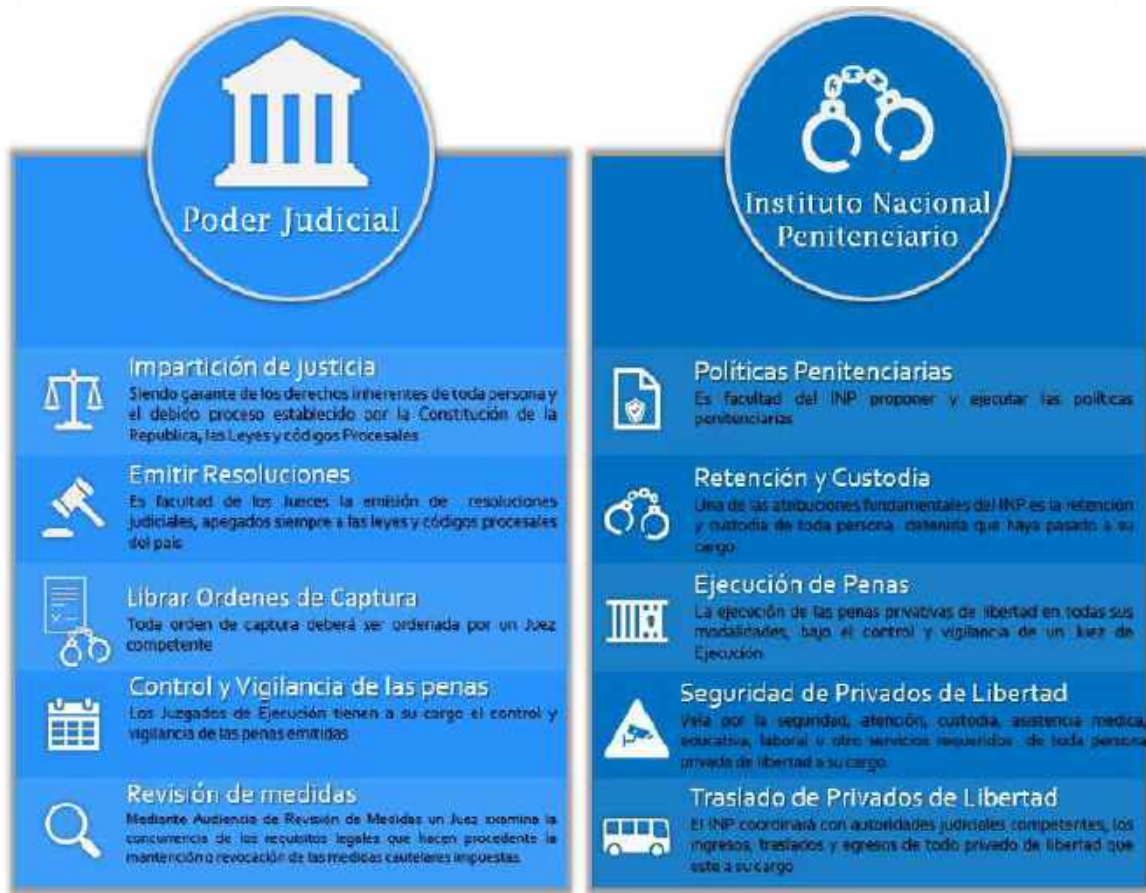 Poder Judicial
Impartición de Justicia
Siendo garante de los derechos inherentes de toda persona y
el debido proceso establecido por la Constitución de la
Republica, las Leyes y códigos Procesales
Emitir Resoluciones
Es facultad de los Jueces la emisión de resoluciones
judiciales, apegados siempre a las leyes y códigos procesales
del país
Librar Ordenes de Captura
Toda orden de captura deberá ser ordenada por un Juez
competente
Control y Vigilancia de las penas
Los Juzgados de Ejecución tienen a su cargo el control y
vigilancia de las penas emitidas
Revisión de medidas
Mediante Audiencia de Revisión de Medidas un Juez examina la
concurrencia de los requisitos legales que hacen procedente la
mantención o revocación de las medidas cautelares impuestas
Instituto Nacional
Penitenciario
Políticas Penitenciarias
Es facultad del INP proponer y ejecutar las políticas
penitenciarias
Retención y Custodia
Una de las atribuciones fundamentales del INP es la retención
y custodia de toda persona detenida que haya pasado a su
cargo
Ejecución de Penas
La ejecución de las penas privativas de libertad en todas sus
modalidades, bajo el control y vigilancia de un Juez de
Ejecución
Seguridad de Privados de Libertad
Vela por la seguridad, atención, custodia, asistencia medica,
educativa, laboral u otro servicios requeridos de toda persona
privada de libertad a su cargo
Traslado de Privados de Libertad
El INP coordinará con autoridades judiciales competentes, los
ingresos, traslados y egresos de todo privado de libertad que
este a su cargo